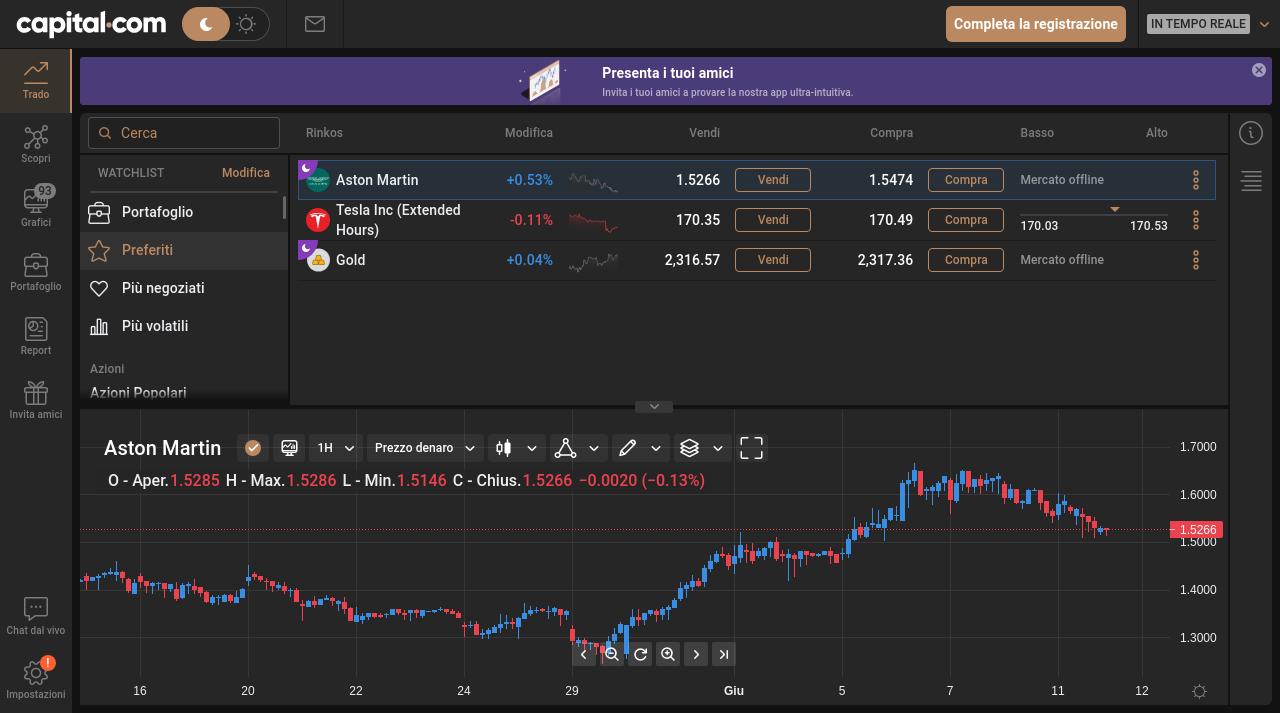 capital.com
Completa la registrazione
IN TEMPO REALE
Presenta i tuoi amici
Invita i tuoi amici a provare la nostra app ultra-intuitiva.
Trado
Scopri
93
Grafici
Portafoglio
Report
Invita amici
Chat dal vivo
!
Impostazioni
Cerca
WATCHLIST
Modifica
Portafoglio
Preferiti
Più negoziati
Più volatili
Azioni
Azioni Popolari
Rinkos Modifica Vendi Compra Basso Alto
Aston Martin +0.53% 1.5266 Vendi 1.5474 Compra Mercato offline
Tesla Inc (Extended
Hours) -0.11% 170.35 Vendi 170.49 Compra 170.03 170.53
Gold +0.04% 2,316.57 Vendi 2,317.36 Compra Mercato offline
Aston Martin 1H Prezzo denaro
O - Aper.1.5285 H - Max.1.5286 L - Min.1.5146 C - Chius.1.5266 −0.0020 (−0.13%)
1.7000
1.6000
1.5266
1.5000
1.4000
1.3000
16 20 22 24 29 Giu 5 7 11 12